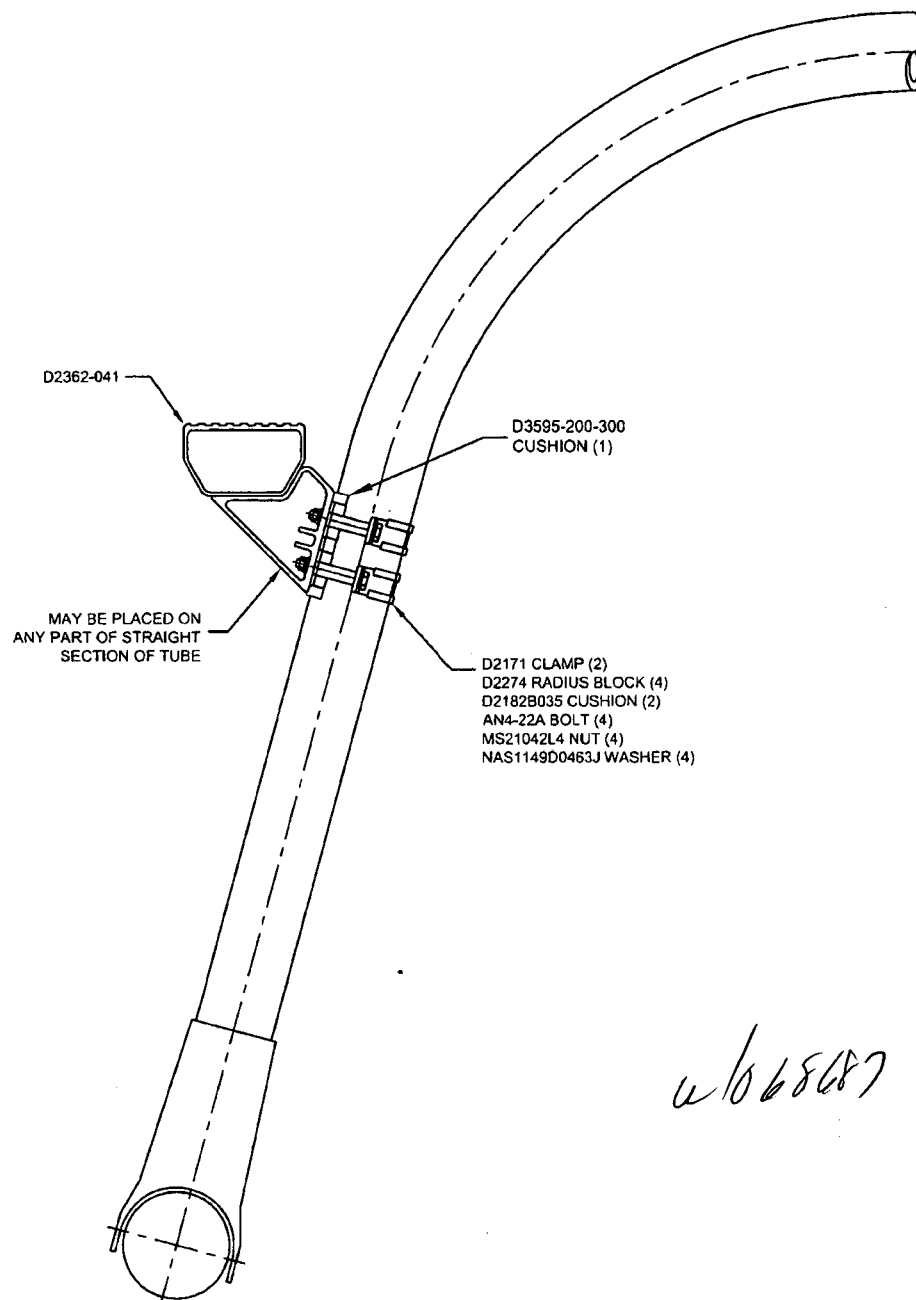 D2362-041
D3595-200-300
CUSHION (1)
MAY BE PLACED ON
ANY PART OF STRAIGHT
SECTION OF TUBE
D2171 CLAMP (2)
D2274 RADIUS BLOCK (4)
D2182B035 CUSHION (2)
AN4-22A BOLT (4)
MS21042L4 NUT (4)
NAS1149D0463J WASHER (4)